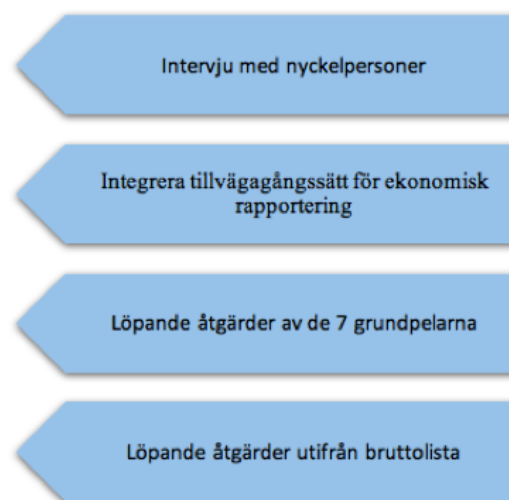 Intervju med nyckelpersoner
Integrera tillvägagångssätt för ekonomisk
rapportering
Löpande åtgärder av de 7 grundpelarna
Löpande åtgärder utifrån bruttolista